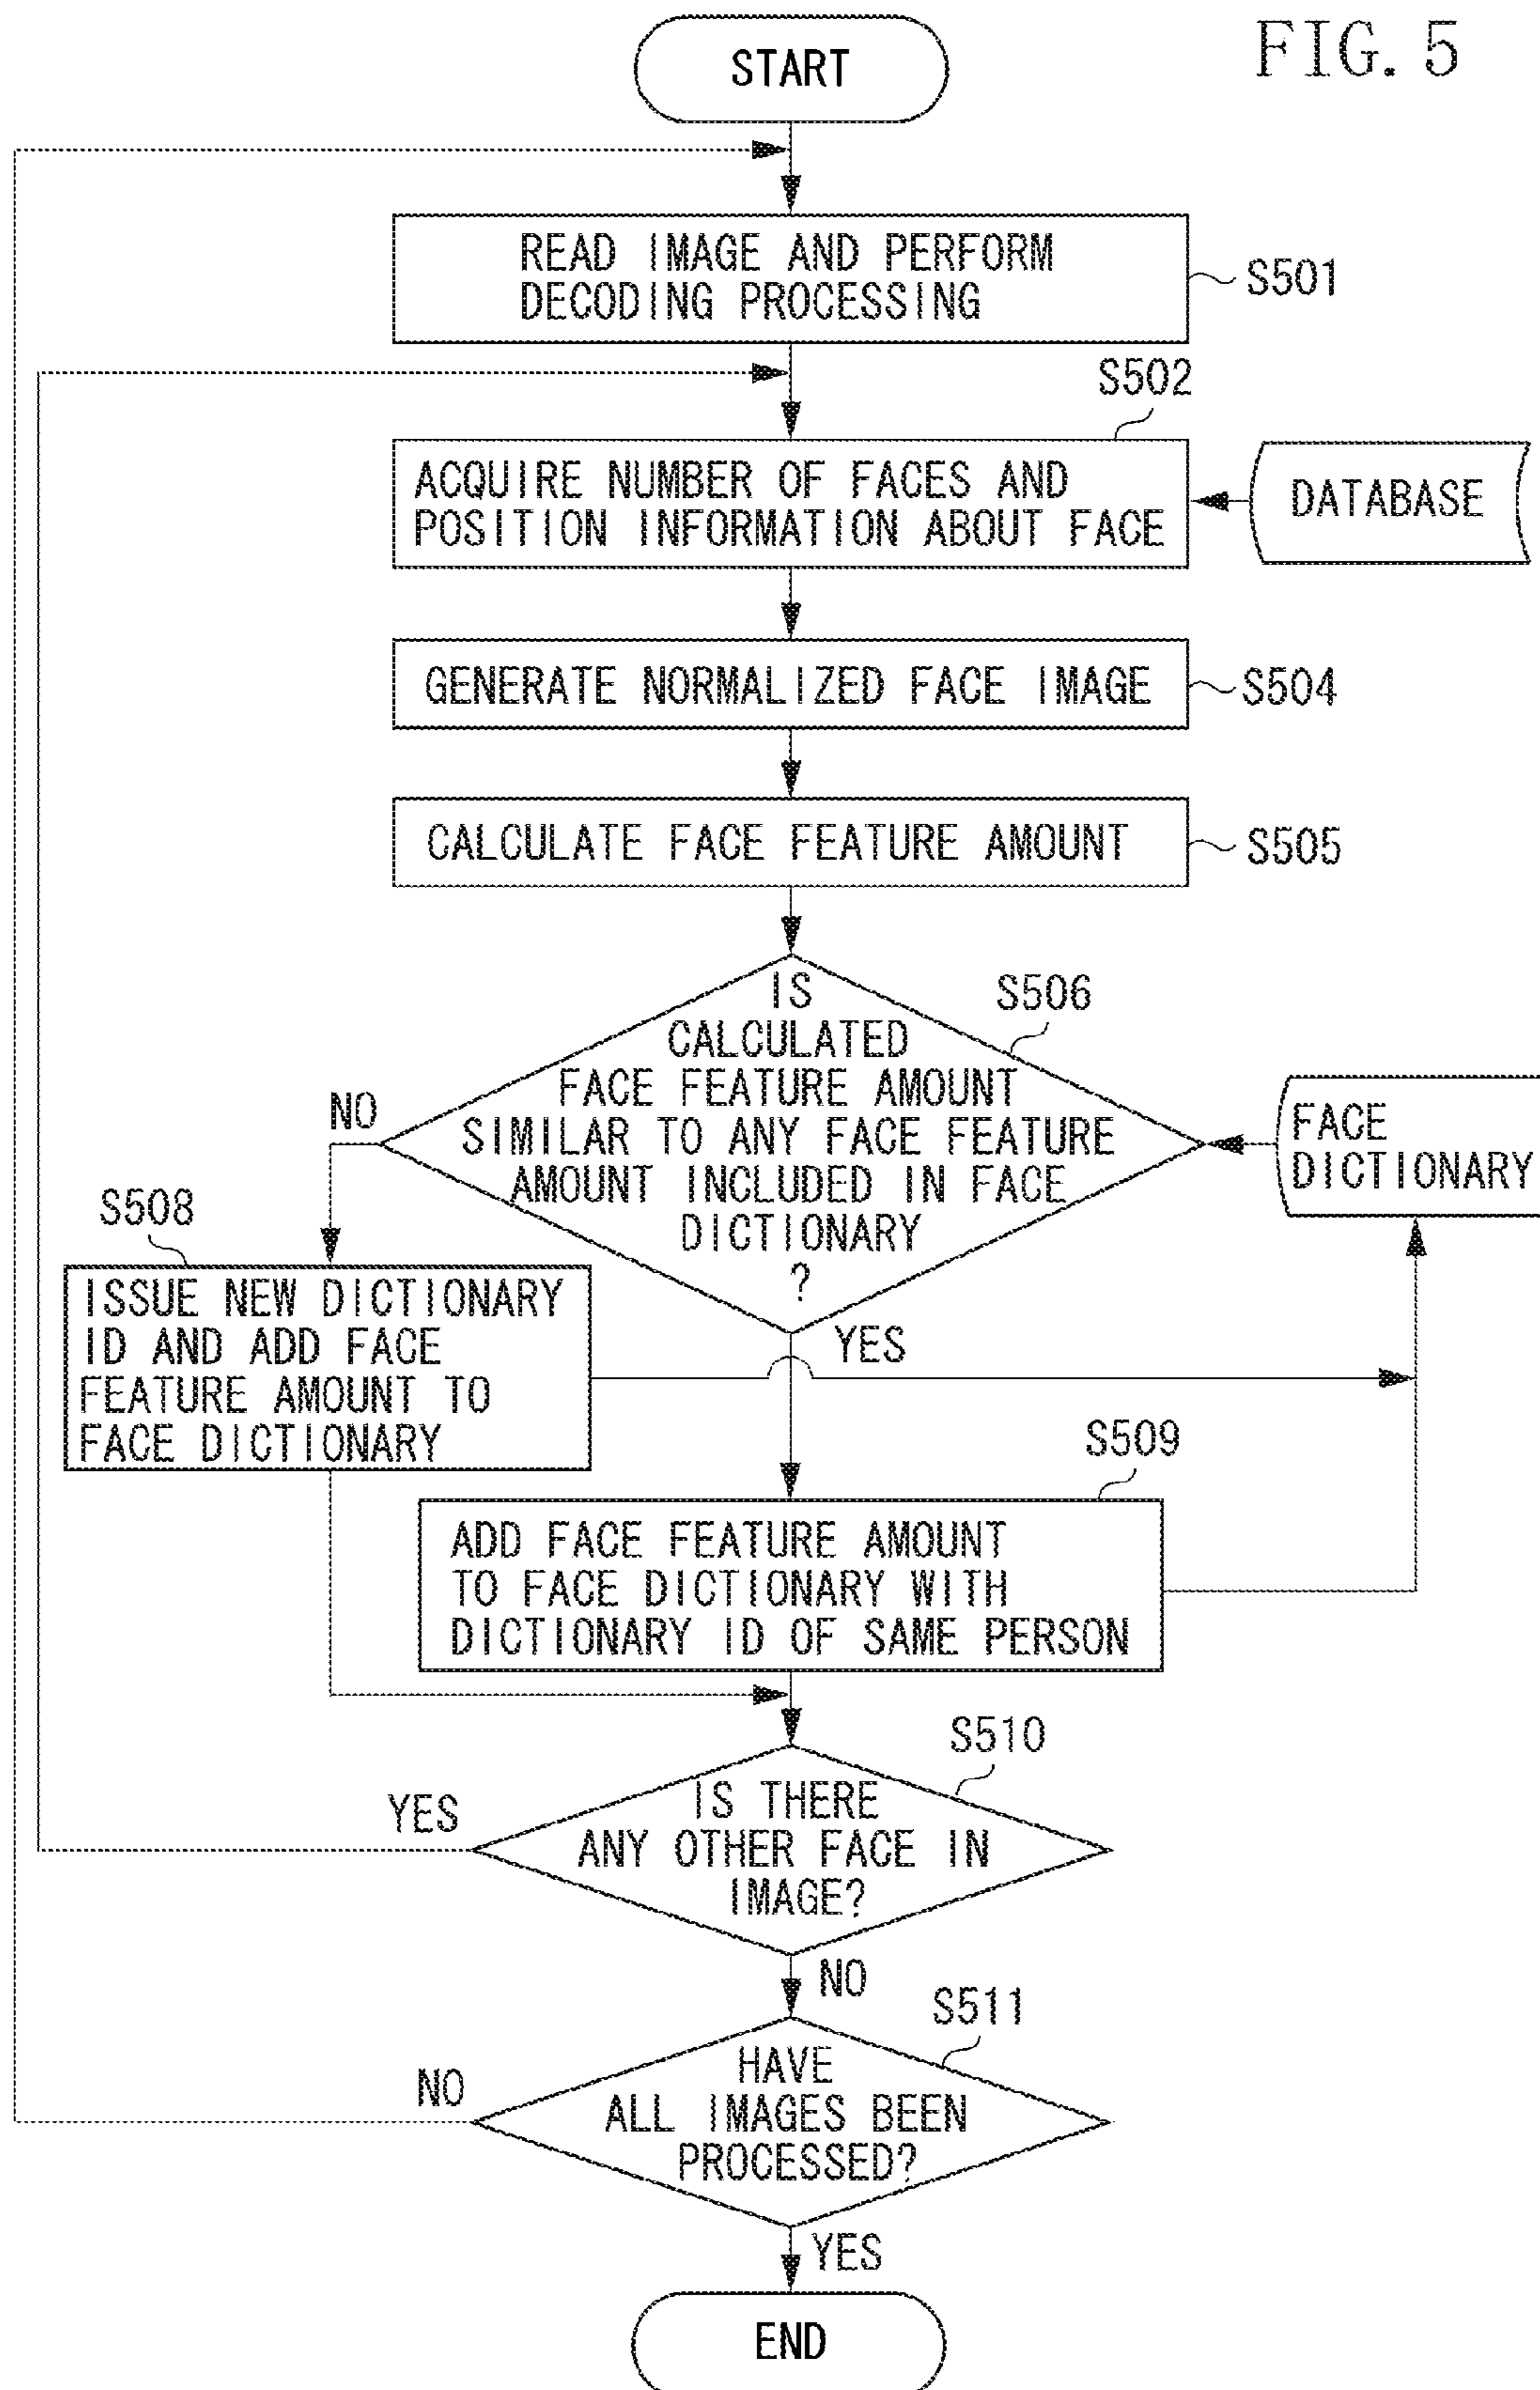 FIG. 5
START
READ IMAGE AND PERFORM
DECODING PROCESSING
S501
S502
ACQUIRE NUMBER OF FACES AND
POSITION INFORMATION ABOUT FACE
DATABASE
GENERATE NORMALIZED FACE IMAGE
S504
CALCULATE FACE FEATURE AMOUNT
S505
S506
IS
CALCULATED
FACE FEATURE AMOUNT
SIMILAR TO ANY FACE FEATURE
AMOUNT INCLUDED IN FACE
DICTIONARY
?
NO
FACE
DICTIONARY
S508
ISSUE NEW DICTIONARY
ID AND ADD FACE
FEATURE AMOUNT TO
FACE DICTIONARY
YES
S509
ADD FACE FEATURE AMOUNT
TO FACE DICTIONARY WITH
DICTIONARY ID OF SAME PERSON
S510
YES
IS THERE
ANY OTHER FACE IN
IMAGE?
NO
S511
NO
HAVE
ALL IMAGES BEEN
PROCESSED?
YES
END